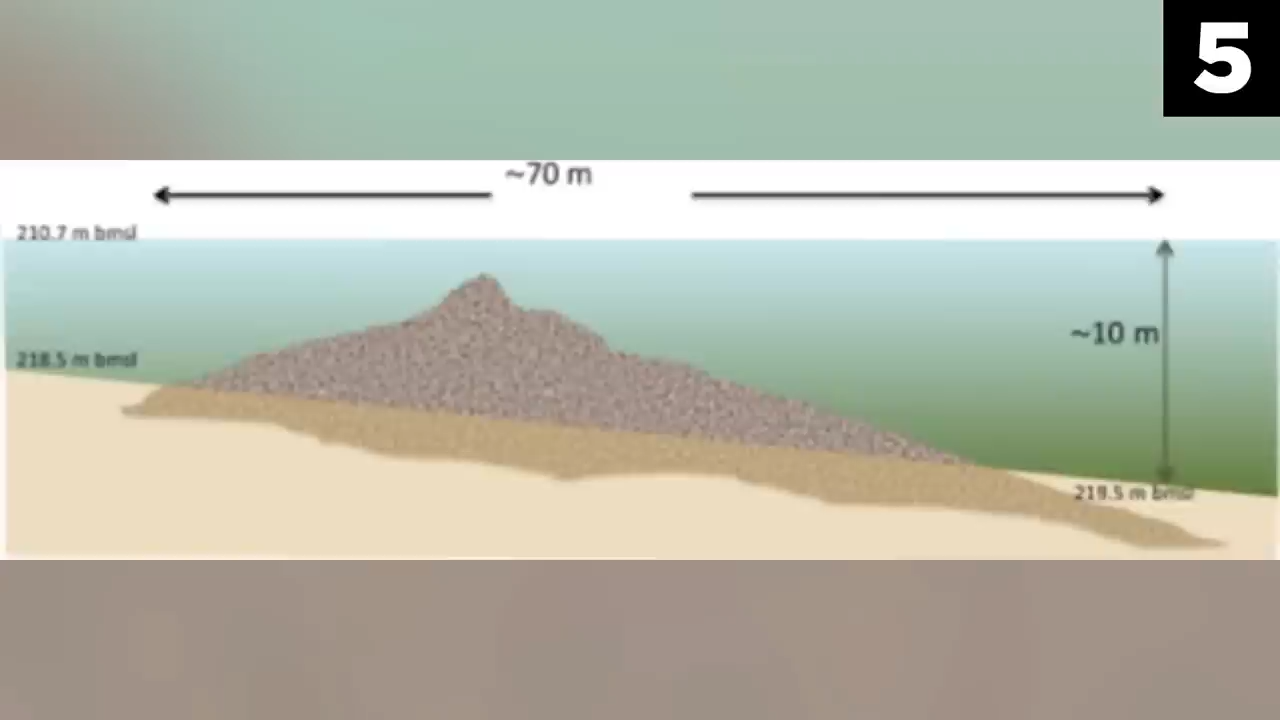 5
~70 m
210.7 m bmsl
~10 m
218.5 m bmsl
219.5 m bmsl